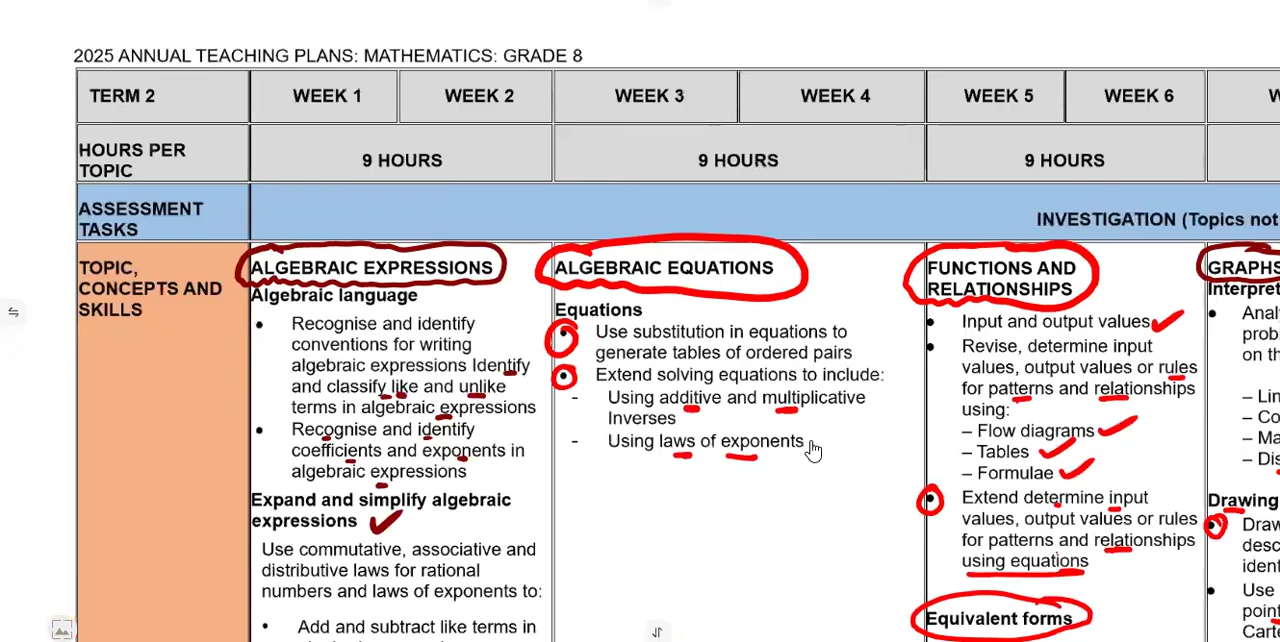 2025 ANNUAL TEACHING PLANS: MATHEMATICS: GRADE 8
TERM 2
WEEK 1
WEEK 2
WEEK 3
WEEK 4
WEEK 5
WEEK 6
HOURS PER
TOPIC
9 HOURS
9 HOURS
9 HOURS
ASSESSMENT
TASKS
INVESTIGATION (Topics not
TOPIC,
CONCEPTS AND
SKILLS
ALGEBRAIC EXPRESSIONS
Algebraic language
• Recognise and identify
conventions for writing
algebraic expressions Identify
and classify like and unlike
terms in algebraic expressions
• Recognise and identify
coefficients and exponents in
algebraic expressions
Expand and simplify algebraic
expressions
Use commutative, associative and
distributive laws for rational
numbers and laws of exponents to:
• Add and subtract like terms in
ALGEBRAIC EQUATIONS
Equations
• Use substitution in equations to
generate tables of ordered pairs
• Extend solving equations to include:
- Using additive and multiplicative
Inverses
- Using laws of exponents
FUNCTIONS AND
RELATIONSHIPS
• Input and output values
• Revise, determine input
values, output values or rules
for patterns and relationships
using:
– Flow diagrams
– Tables
– Formulae
• Extend determine input
values, output values or rules
for patterns and relationships
using equations
Equivalent forms
GRAPHS
Interpret
Drawing
• Use